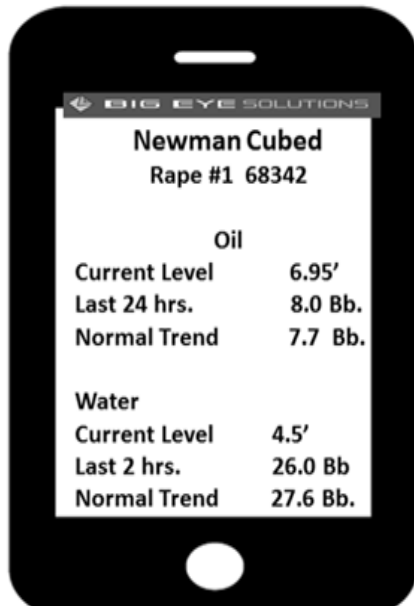 BIG EYE SOLUTIONS
Newman Cubed
Rape #1 68342
Oil
Current Level 6.95’
Last 24 hrs. 8.0 Bb.
Normal Trend 7.7 Bb.
Water
Current Level 4.5’
Last 2 hrs. 26.0 Bb
Normal Trend 27.6 Bb.